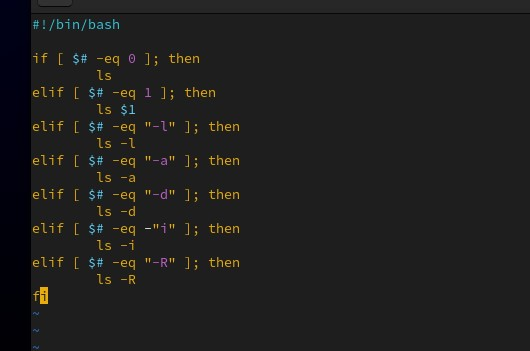 #!/bin/bash

if [ $# -eq 0 ]; then
        ls
elif [ $# -eq 1 ]; then
        ls $1
elif [ $# -eq "-l" ]; then
        ls -l
elif [ $# -eq "-a" ]; then
        ls -a
elif [ $# -eq "-d" ]; then
        ls -d
elif [ $# -eq -"i" ]; then
        ls -i
elif [ $# -eq "-R" ]; then
        ls -R
fi
~
~
~